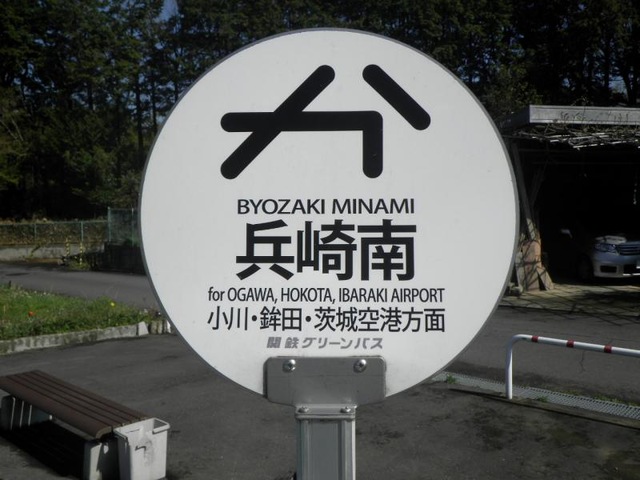 BYOZAKI MINAMI
兵崎南
for OGAWA, HOKOTA, IBARAKI AIRPORT
小川・鉾田・茨城空港方面
関鉄グリーンバス